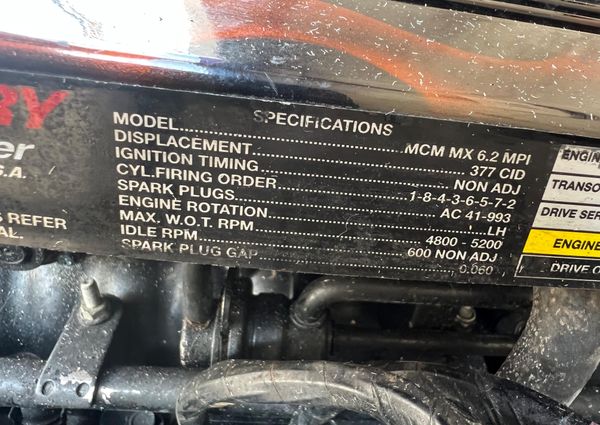 RY
er
S.A.
S REFER
AL.
SPECIFICATIONS
MODEL MCM MX 6.2 MPI
DISPLACEMENT 377 CID
IGNITION TIMING NON ADJ
CYL.FIRING ORDER 1-8-4-3-6-5-7-2
SPARK PLUGS AC 41-993
ENGINE ROTATION LH
MAX. W.O.T. RPM 4800 - 5200
IDLE RPM 600 NON ADJ
SPARK PLUG GAP 0.060
ENGIN
TRANSO
DRIVE SER
ENGINE
DRIVE O